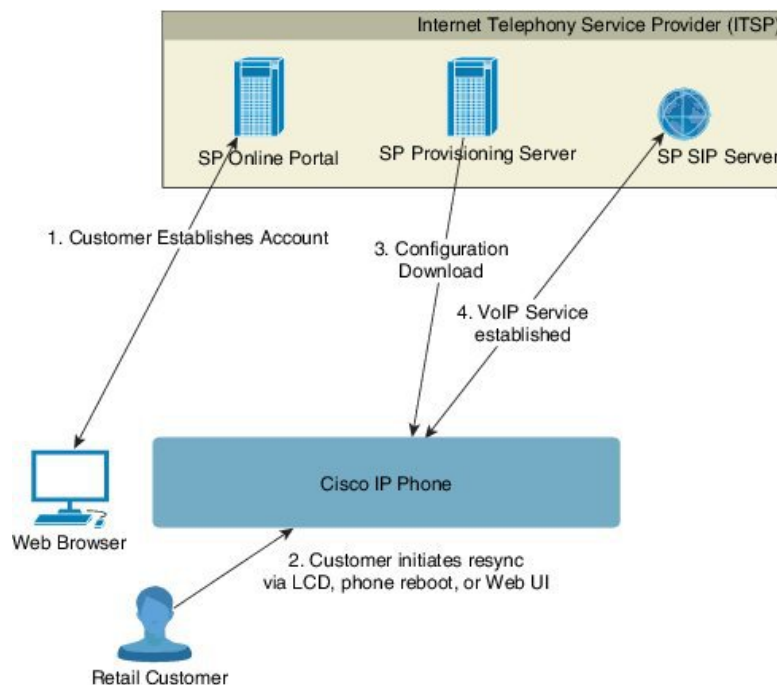 Internet Telephony Service Provider (ITSP)
SP Online Portal
SP Provisioning Server
SP SIP Server
1. Customer Establishes Account
3. Configuration
Download
4. VoIP Service
established
Cisco IP Phone
Web Browser
2. Customer initiates resync
via LCD, phone reboot, or Web UI
Retail Customer